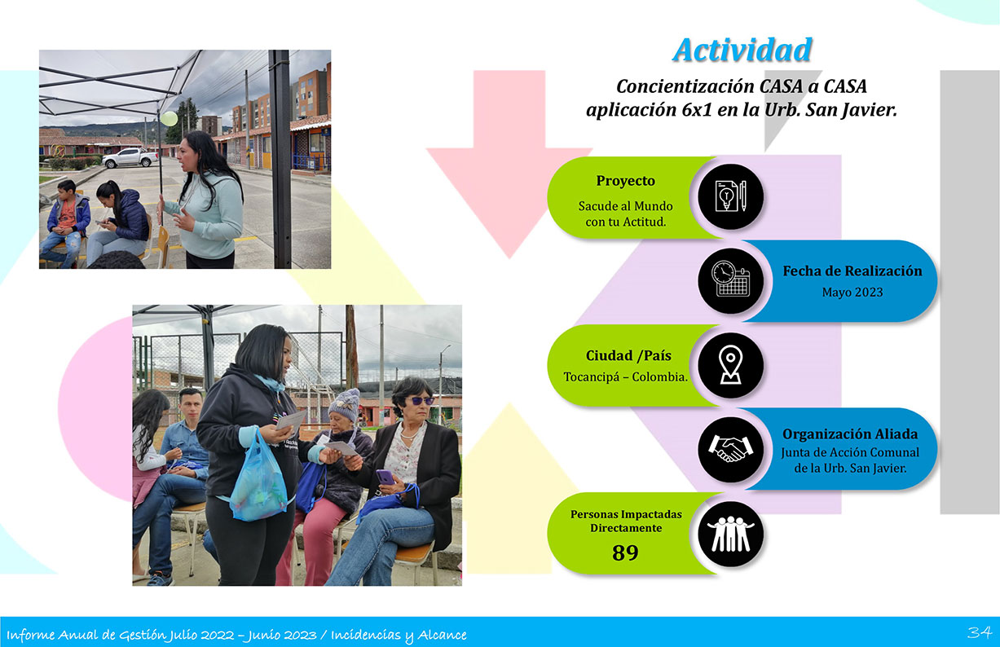 Actividad
Concientización CASA a CASA
aplicación 6x1 en la Urb. San Javier.
Proyecto
Sacude al Mundo
con tu Actitud.
Fecha de Realización
Mayo 2023
Ciudad /País
Tocancipá – Colombia.
Organización Aliada
Junta de Acción Comunal
de la Urb. San Javier.
Personas Impactadas
Directamente
89
Informe Anual de Gestión Julio 2022 – Junio 2023 / Incidencias y Alcance
34